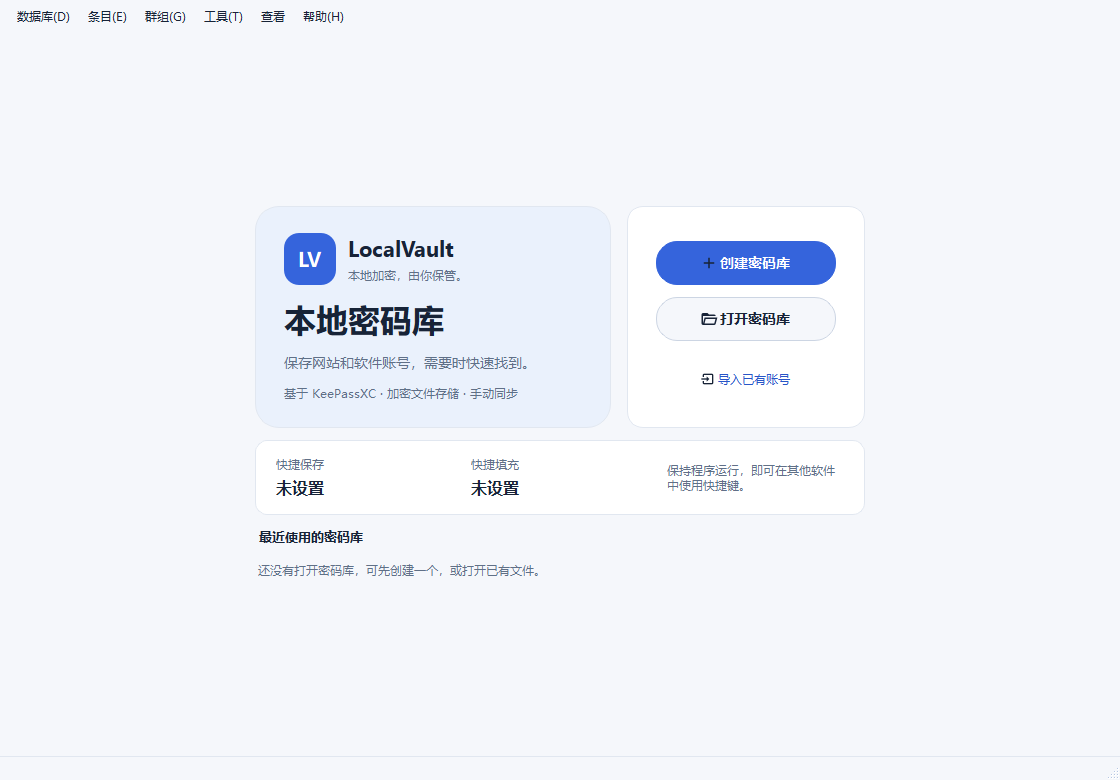 数据库(D) 条目(E) 群组(G) 工具(T) 查看 帮助(H)
LV
LocalVault
本地加密，由你保管。
本地密码库
保存网站和软件账号，需要时快速找到。
基于 KeePassXC · 加密文件存储 · 手动同步
创建密码库
打开密码库
导入已有账号
快捷保存
未设置
快捷填充
未设置
保持程序运行，即可在其他软件
中使用快捷键。
最近使用的密码库
还没有打开密码库，可先创建一个，或打开已有文件。